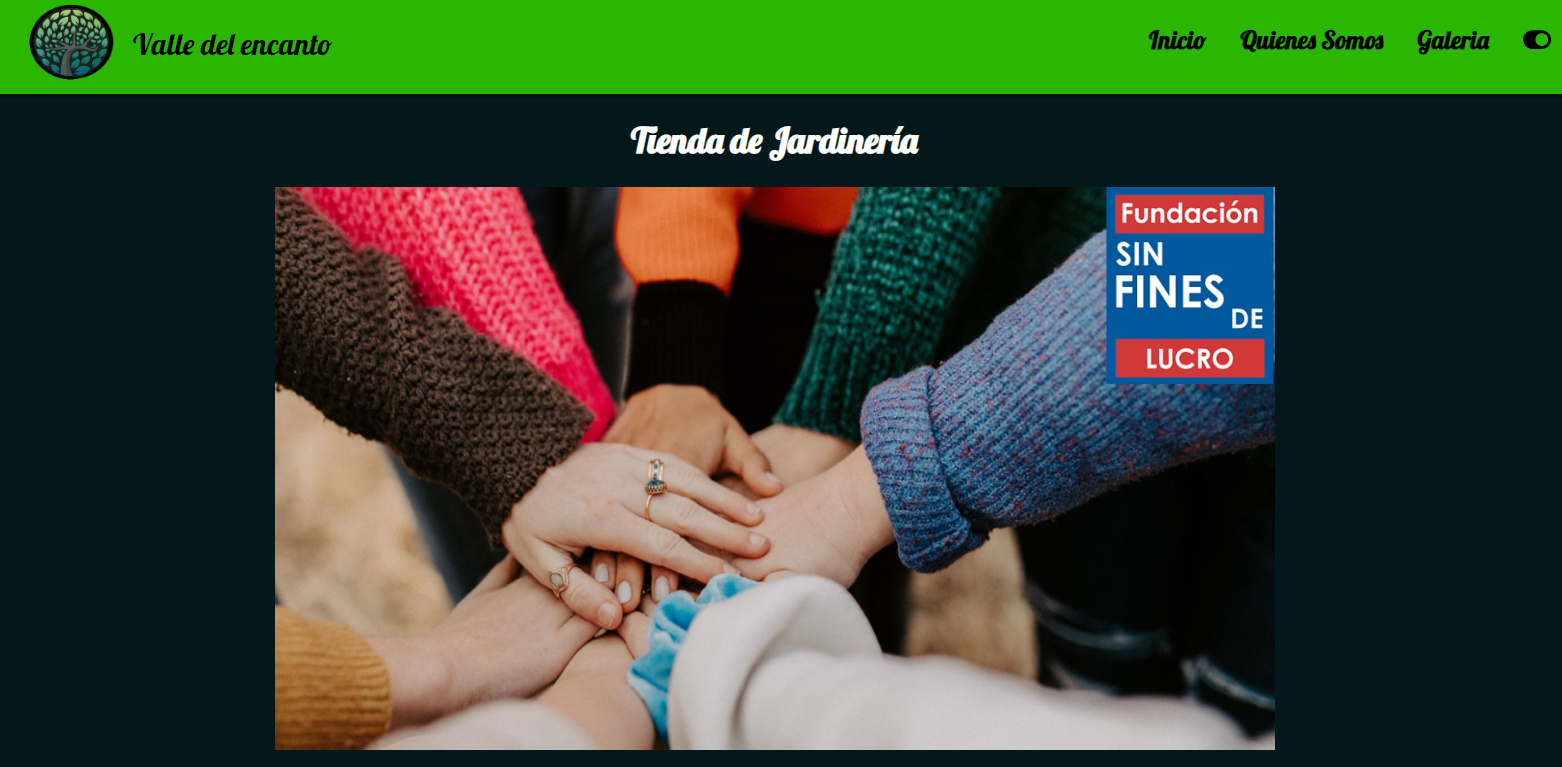 Valle del encanto
Inicio
Quienes Somos
Galeria
Tienda de Jardinería
Fundación
SIN
FINES
DE
LUCRO